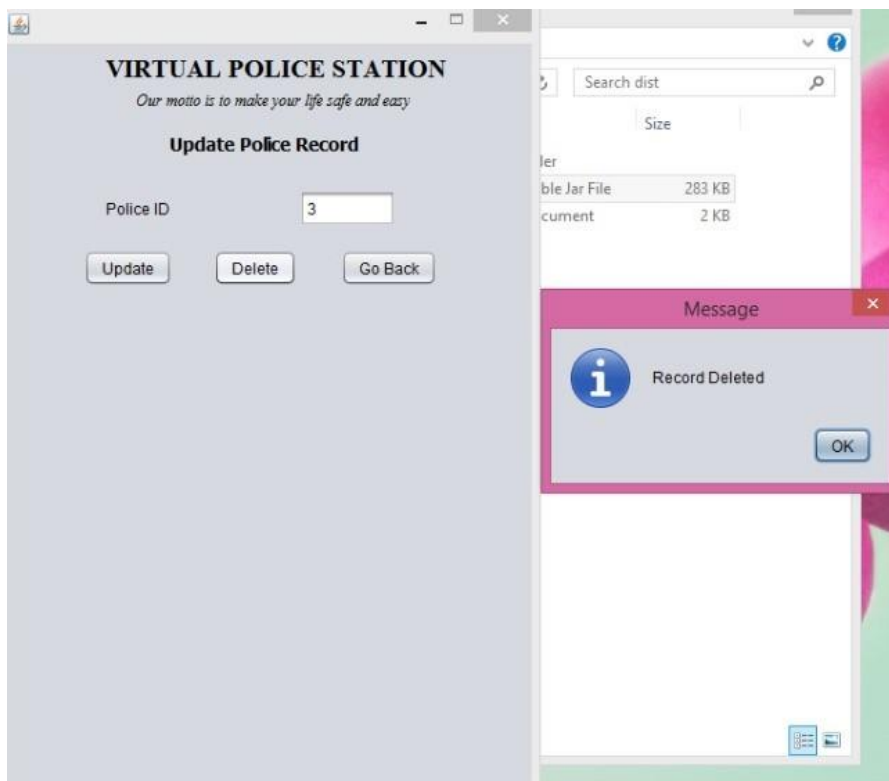 VIRTUAL POLICE STATION
Our motto is to make your life safe and easy
Update Police Record
Police ID
3
Update
Delete
Go Back
Search dist
Size
ler
ble Jar File
283 KB
cument
2 KB
Message
Record Deleted
OK